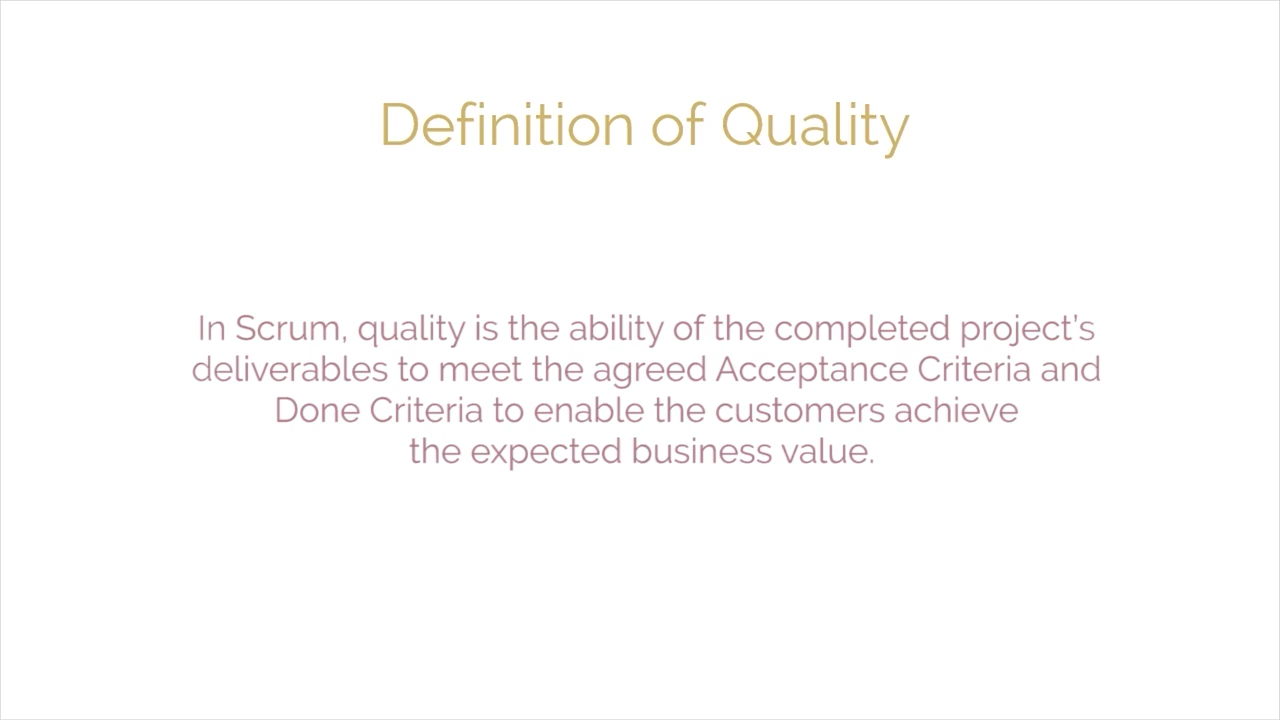 Definition of Quality
In Scrum, quality is the ability of the completed project’s
deliverables to meet the agreed Acceptance Criteria and
Done Criteria to enable the customers achieve
the expected business value.